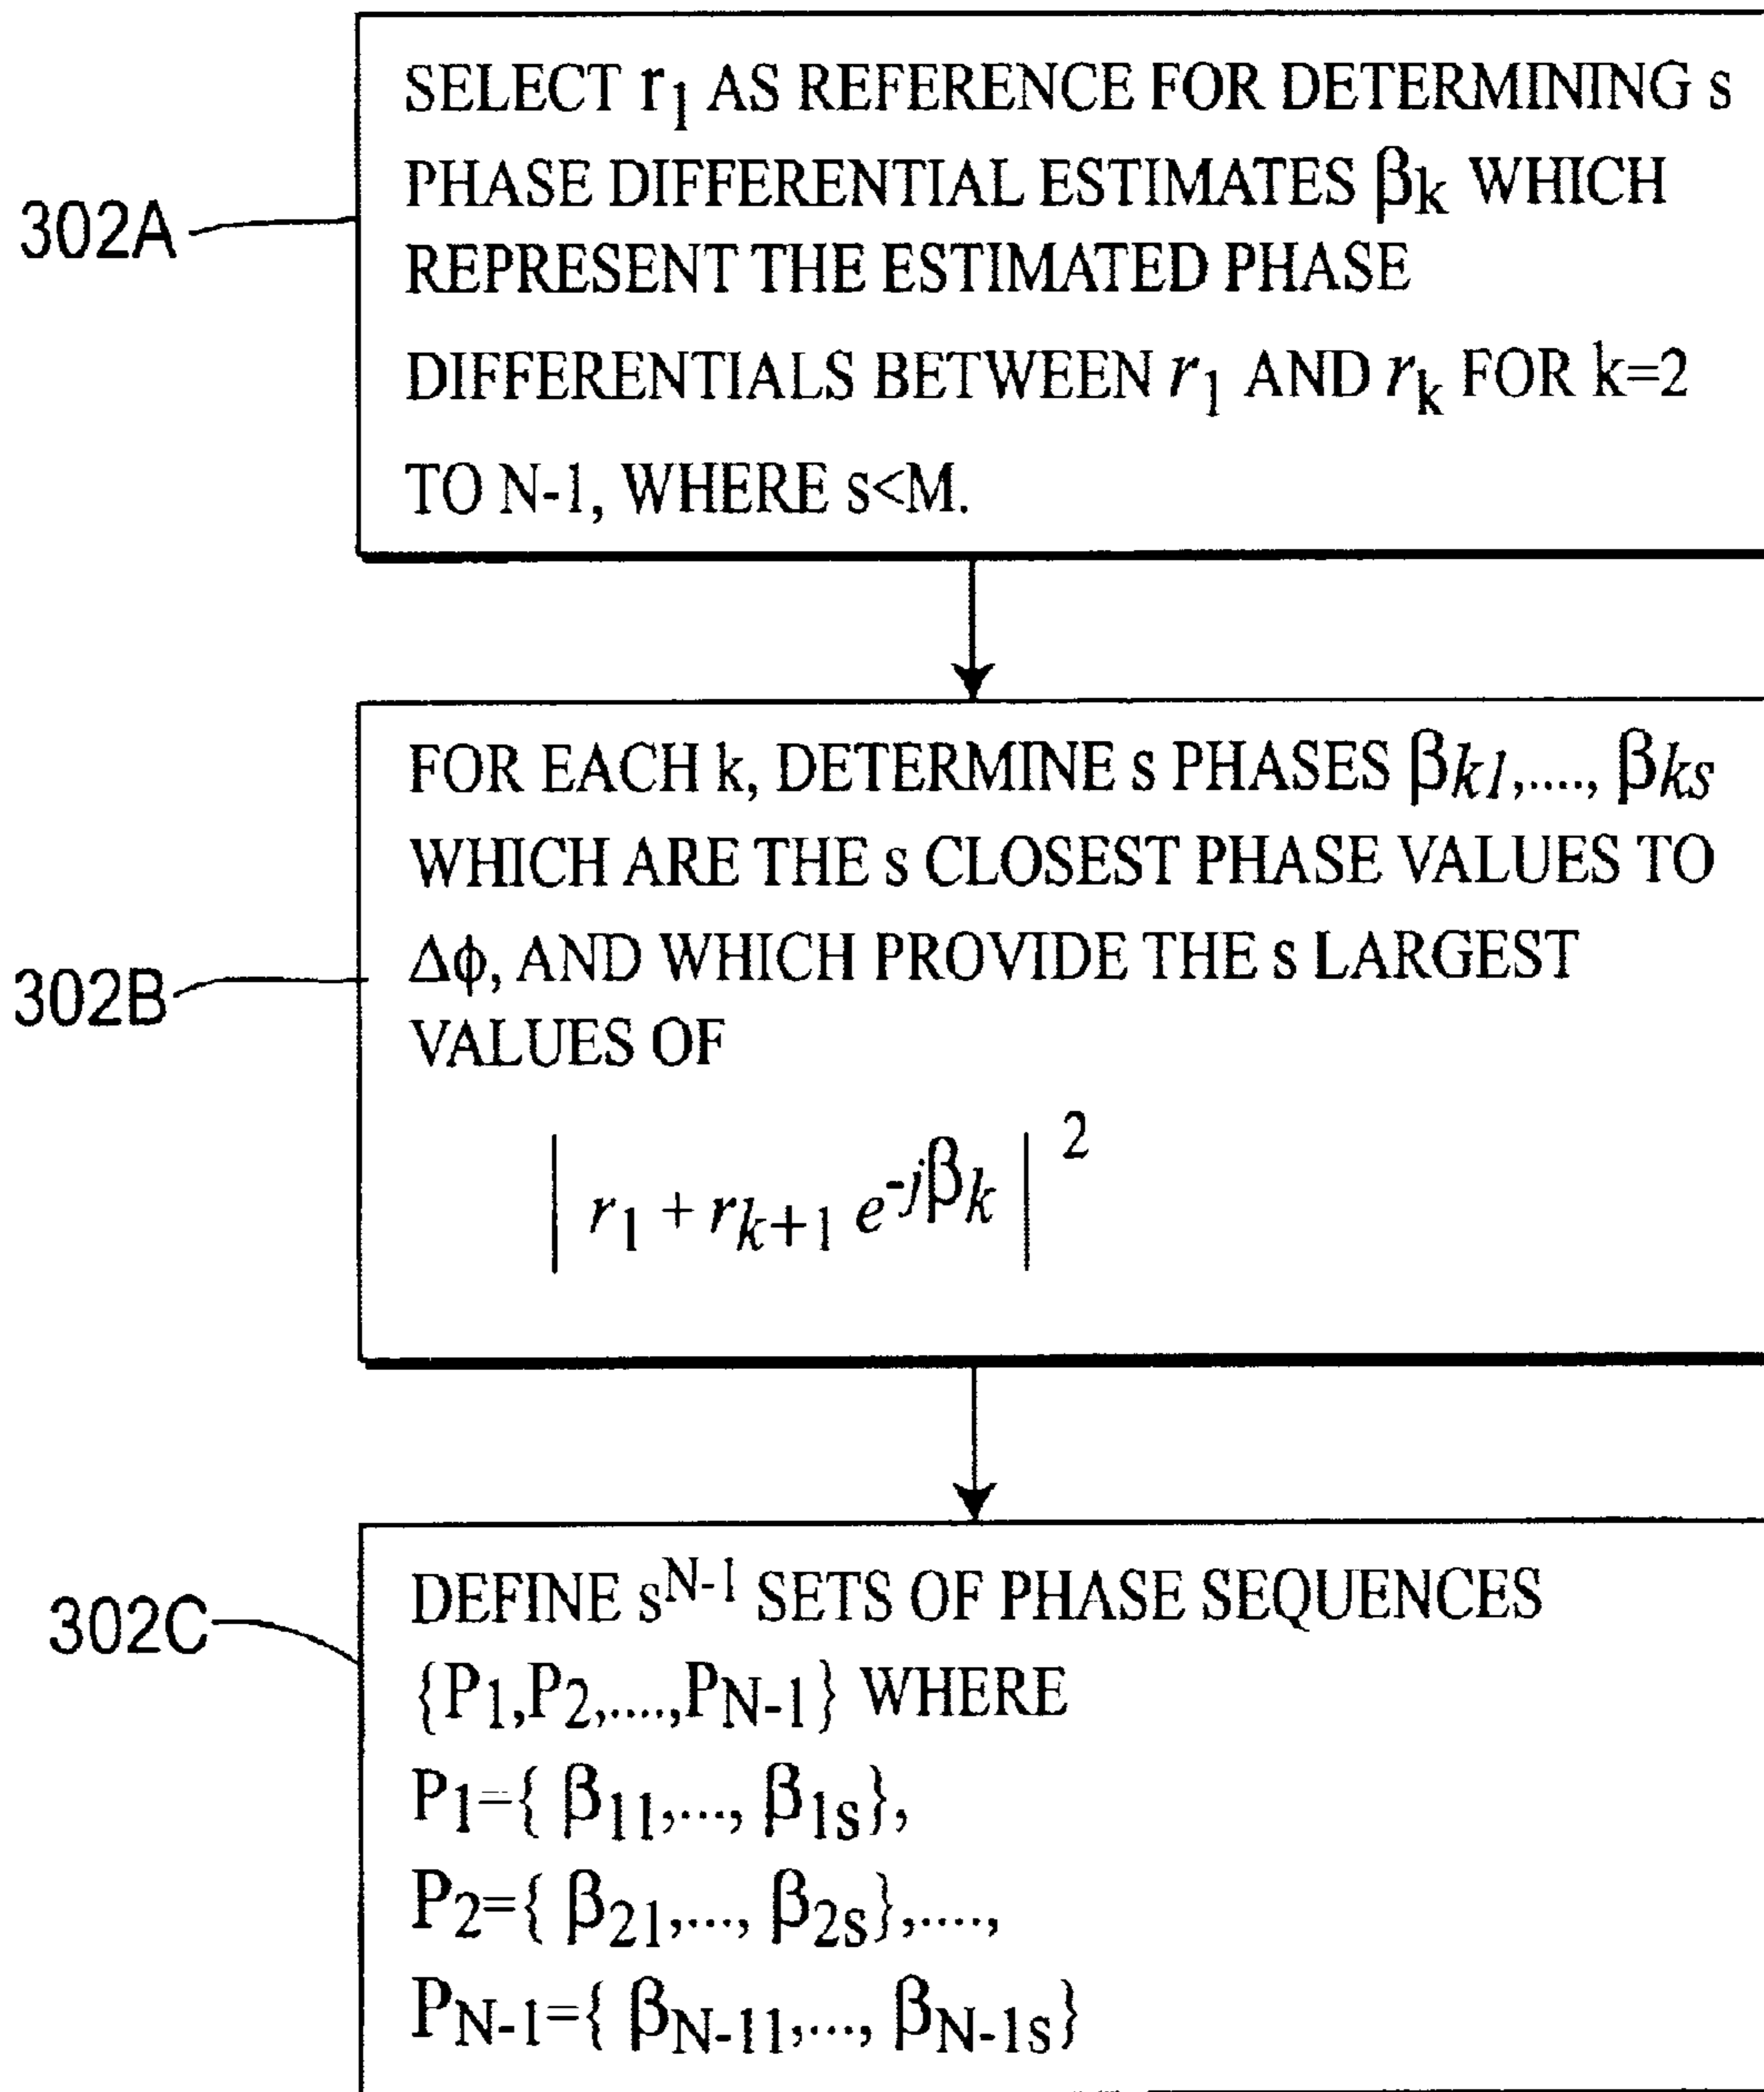 302A
SELECT r1 AS REFERENCE FOR DETERMINING s
PHASE DIFFERENTIAL ESTIMATES βk WHICH
REPRESENT THE ESTIMATED PHASE
DIFFERENTIALS BETWEEN r1 AND rk FOR k=2
TO N-1, WHERE s<M.
302B
FOR EACH k, DETERMINE s PHASES βk1,...., βks
WHICH ARE THE s CLOSEST PHASE VALUES TO
Δϕ, AND WHICH PROVIDE THE s LARGEST
VALUES OF
| r1 + rk+1 e^-jβk | ^2
302C
DEFINE s^N-1 SETS OF PHASE SEQUENCES
{P1,P2,....,PN-1} WHERE
P1={ β11,..., β1s},
P2={ β21,..., β2s},....,
PN-1={ βN-11,..., βN-1s}